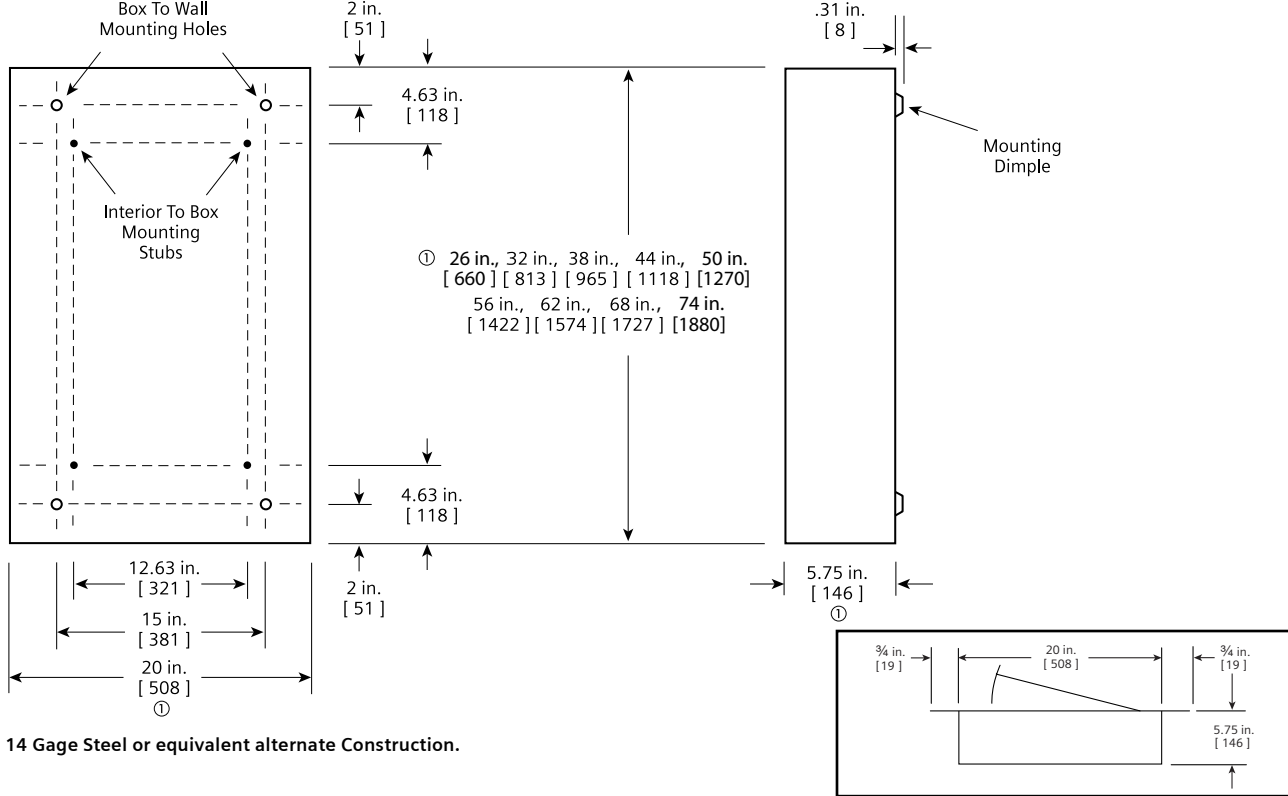 Box To Wall
Mounting Holes
2 in.
[ 51 ]
.31 in.
[ 8 ]
4.63 in.
[ 118 ]
Mounting
Dimple
Interior To Box
Mounting
Stubs
① 26 in., 32 in., 38 in., 44 in., 50 in.
[ 660 ] [ 813 ] [ 965 ] [ 1118 ] [1270]
56 in., 62 in., 68 in., 74 in.
[ 1422 ] [ 1574 ] [ 1727 ] [1880]
4.63 in.
[ 118 ]
12.63 in.
[ 321 ]
2 in.
[ 51 ]
5.75 in.
[ 146 ]
①
15 in.
[ 381 ]
20 in.
[ 508 ]
①
¾ in.
[19]
20 in.
[ 508 ]
¾ in.
[19]
5.75 in.
[ 146 ]
14 Gage Steel or equivalent alternate Construction.